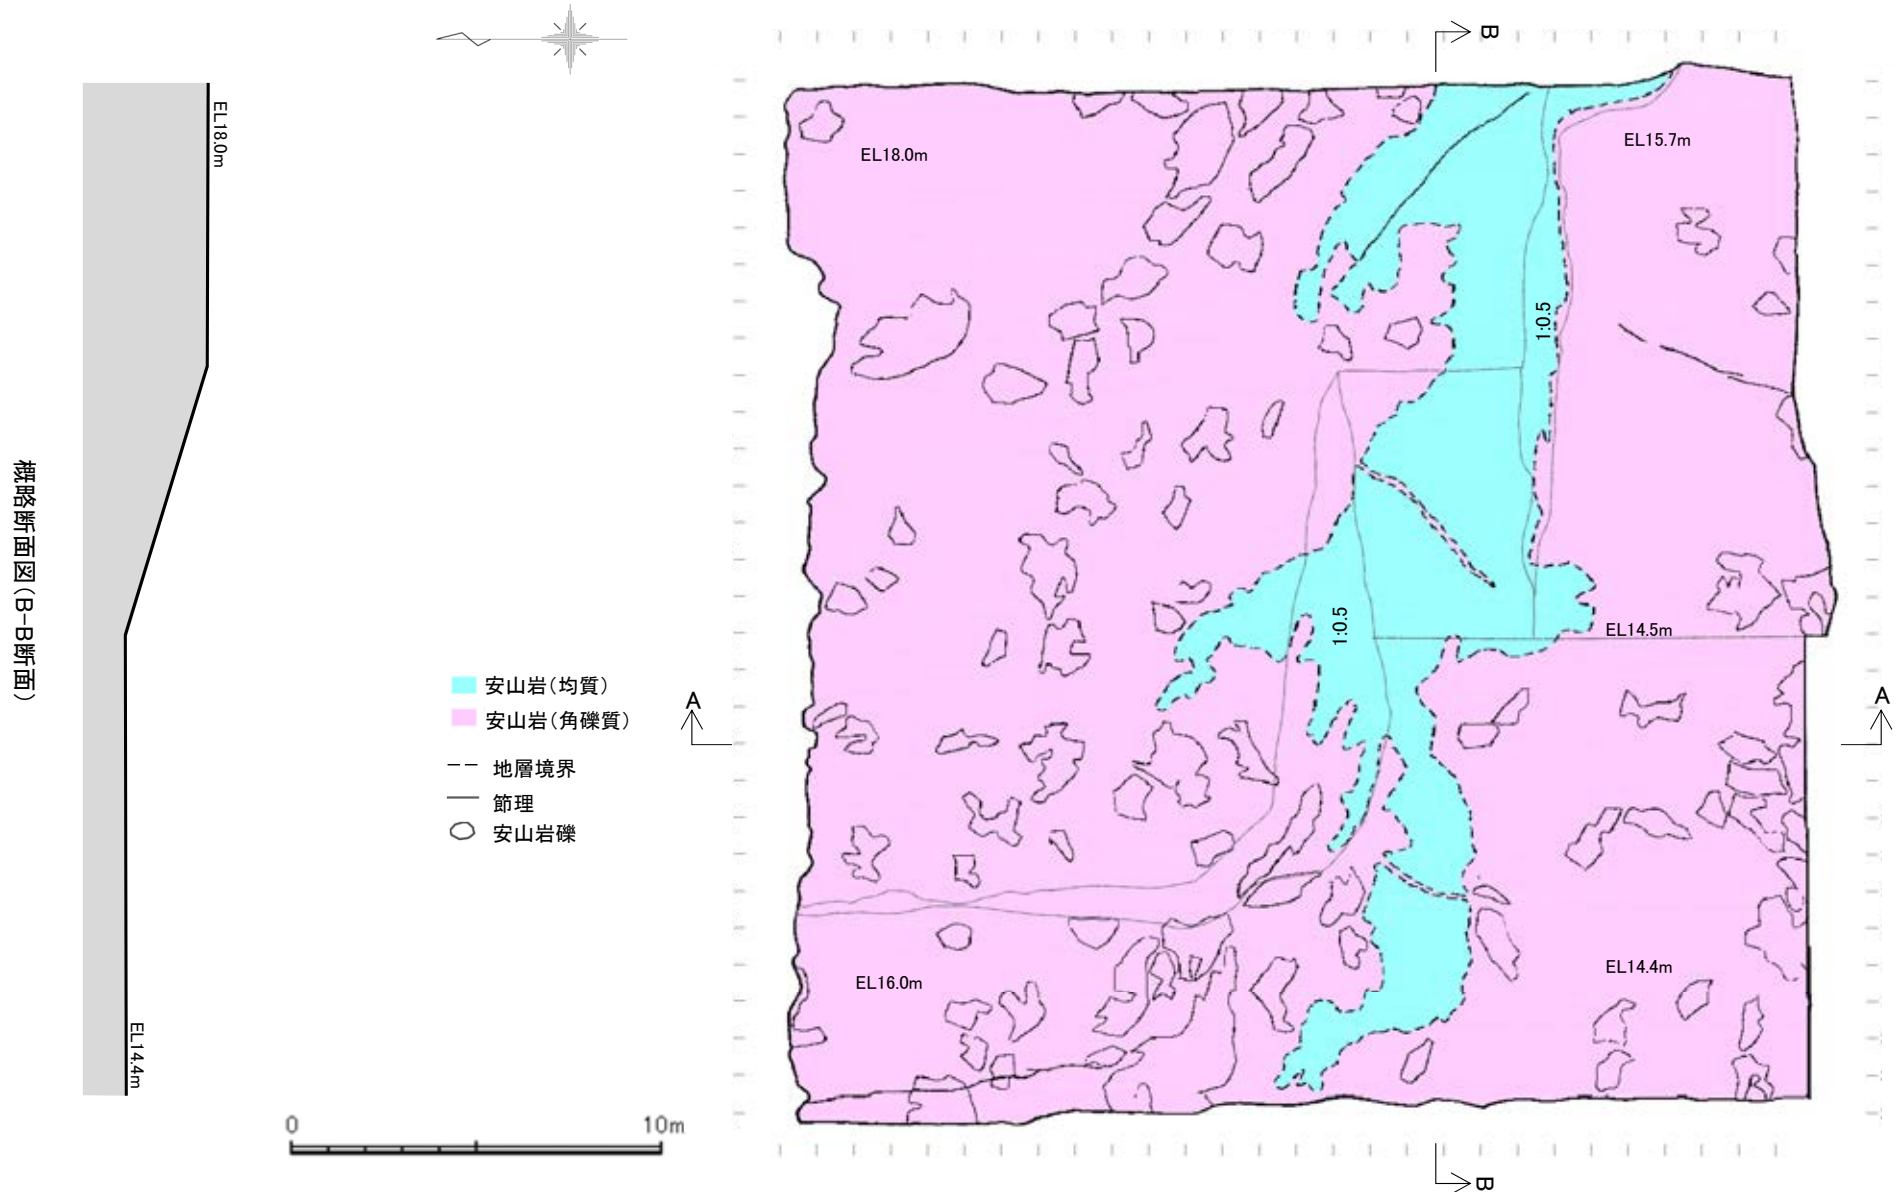 B
EL18.0m
EL18.0m
EL15.7m
1:0.5
概略断面図(B-B断面)
1:0.5
EL14.5m
安山岩(均質)
安山岩(角礫質)
地層境界
節理
安山岩礫
A
A
EL16.0m
EL14.4m
EL14.4m
0
10m
B